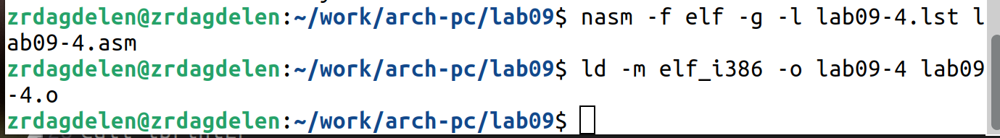 zrdagdelen@zrdagdelen:~/work/arch-pc/lab09$ nasm -f elf -g -l lab09-4.lst l
ab09-4.asm
zrdagdelen@zrdagdelen:~/work/arch-pc/lab09$ ld -m elf_i386 -o lab09-4 lab09
-4.o
zrdagdelen@zrdagdelen:~/work/arch-pc/lab09$